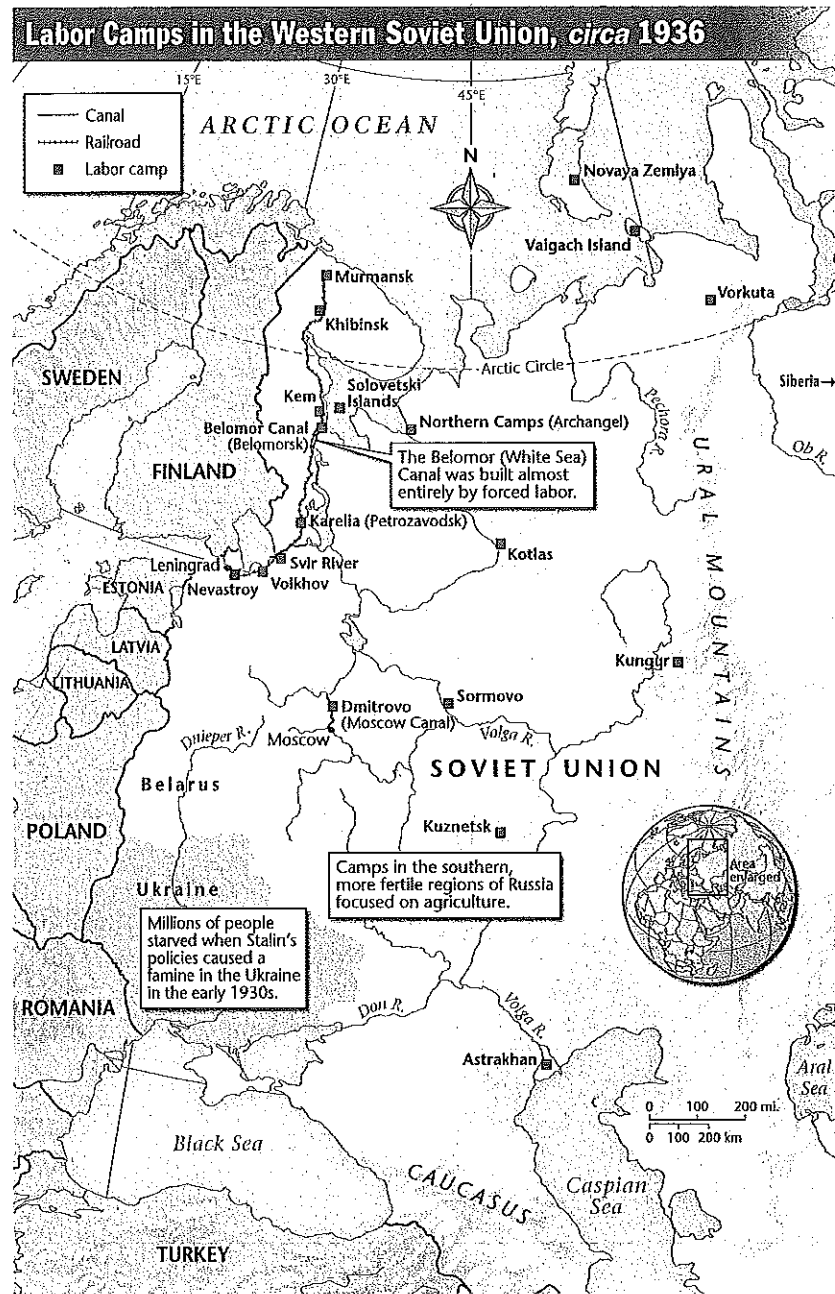 Labor Camps in the Western Soviet Union, circa 1936
15°E
30°E
45°E
Canal
Railroad
Labor camp
ARCTIC OCEAN
N
Novaya Zemlya
Vaigach Island
Murmansk
Vorkuta
Khibinsk
Arctic Circle
SWEDEN
Siberia
Solovetski
Islands
Kem
Pechora R.
Belomor Canal
(Belomorsk)
Northern Camps (Archangel)
Ob R.
FINLAND
The Belomor (White Sea)
Canal was built almost
entirely by forced labor.
URAL MOUNTAINS
60
Karelia (Petrozavodsk)
Kotlas
Leningrad
Svir River
ESTONIA
Nevastroy
Volkhov
LATVIA
LITHUANIA
Kungur
Dmitrovo
(Moscow Canal)
Sormovo
Dnieper R.
Moscow
Volga R.
SOVIET UNION
Belarus
POLAND
Kuznetsk
Area
enlarged
Camps in the southern,
more fertile regions of Russia
focused on agriculture.
Ukraine
Millions of people
starved when Stalin's
policies caused a
famine in the Ukraine
in the early 1930s.
ROMANIA
Don R.
Volga R.
Astrakhan
Aral
Sea
0 100 200 mi.
0 100 200 km
Black Sea
CAUCASUS
Caspian
Sea
TURKEY